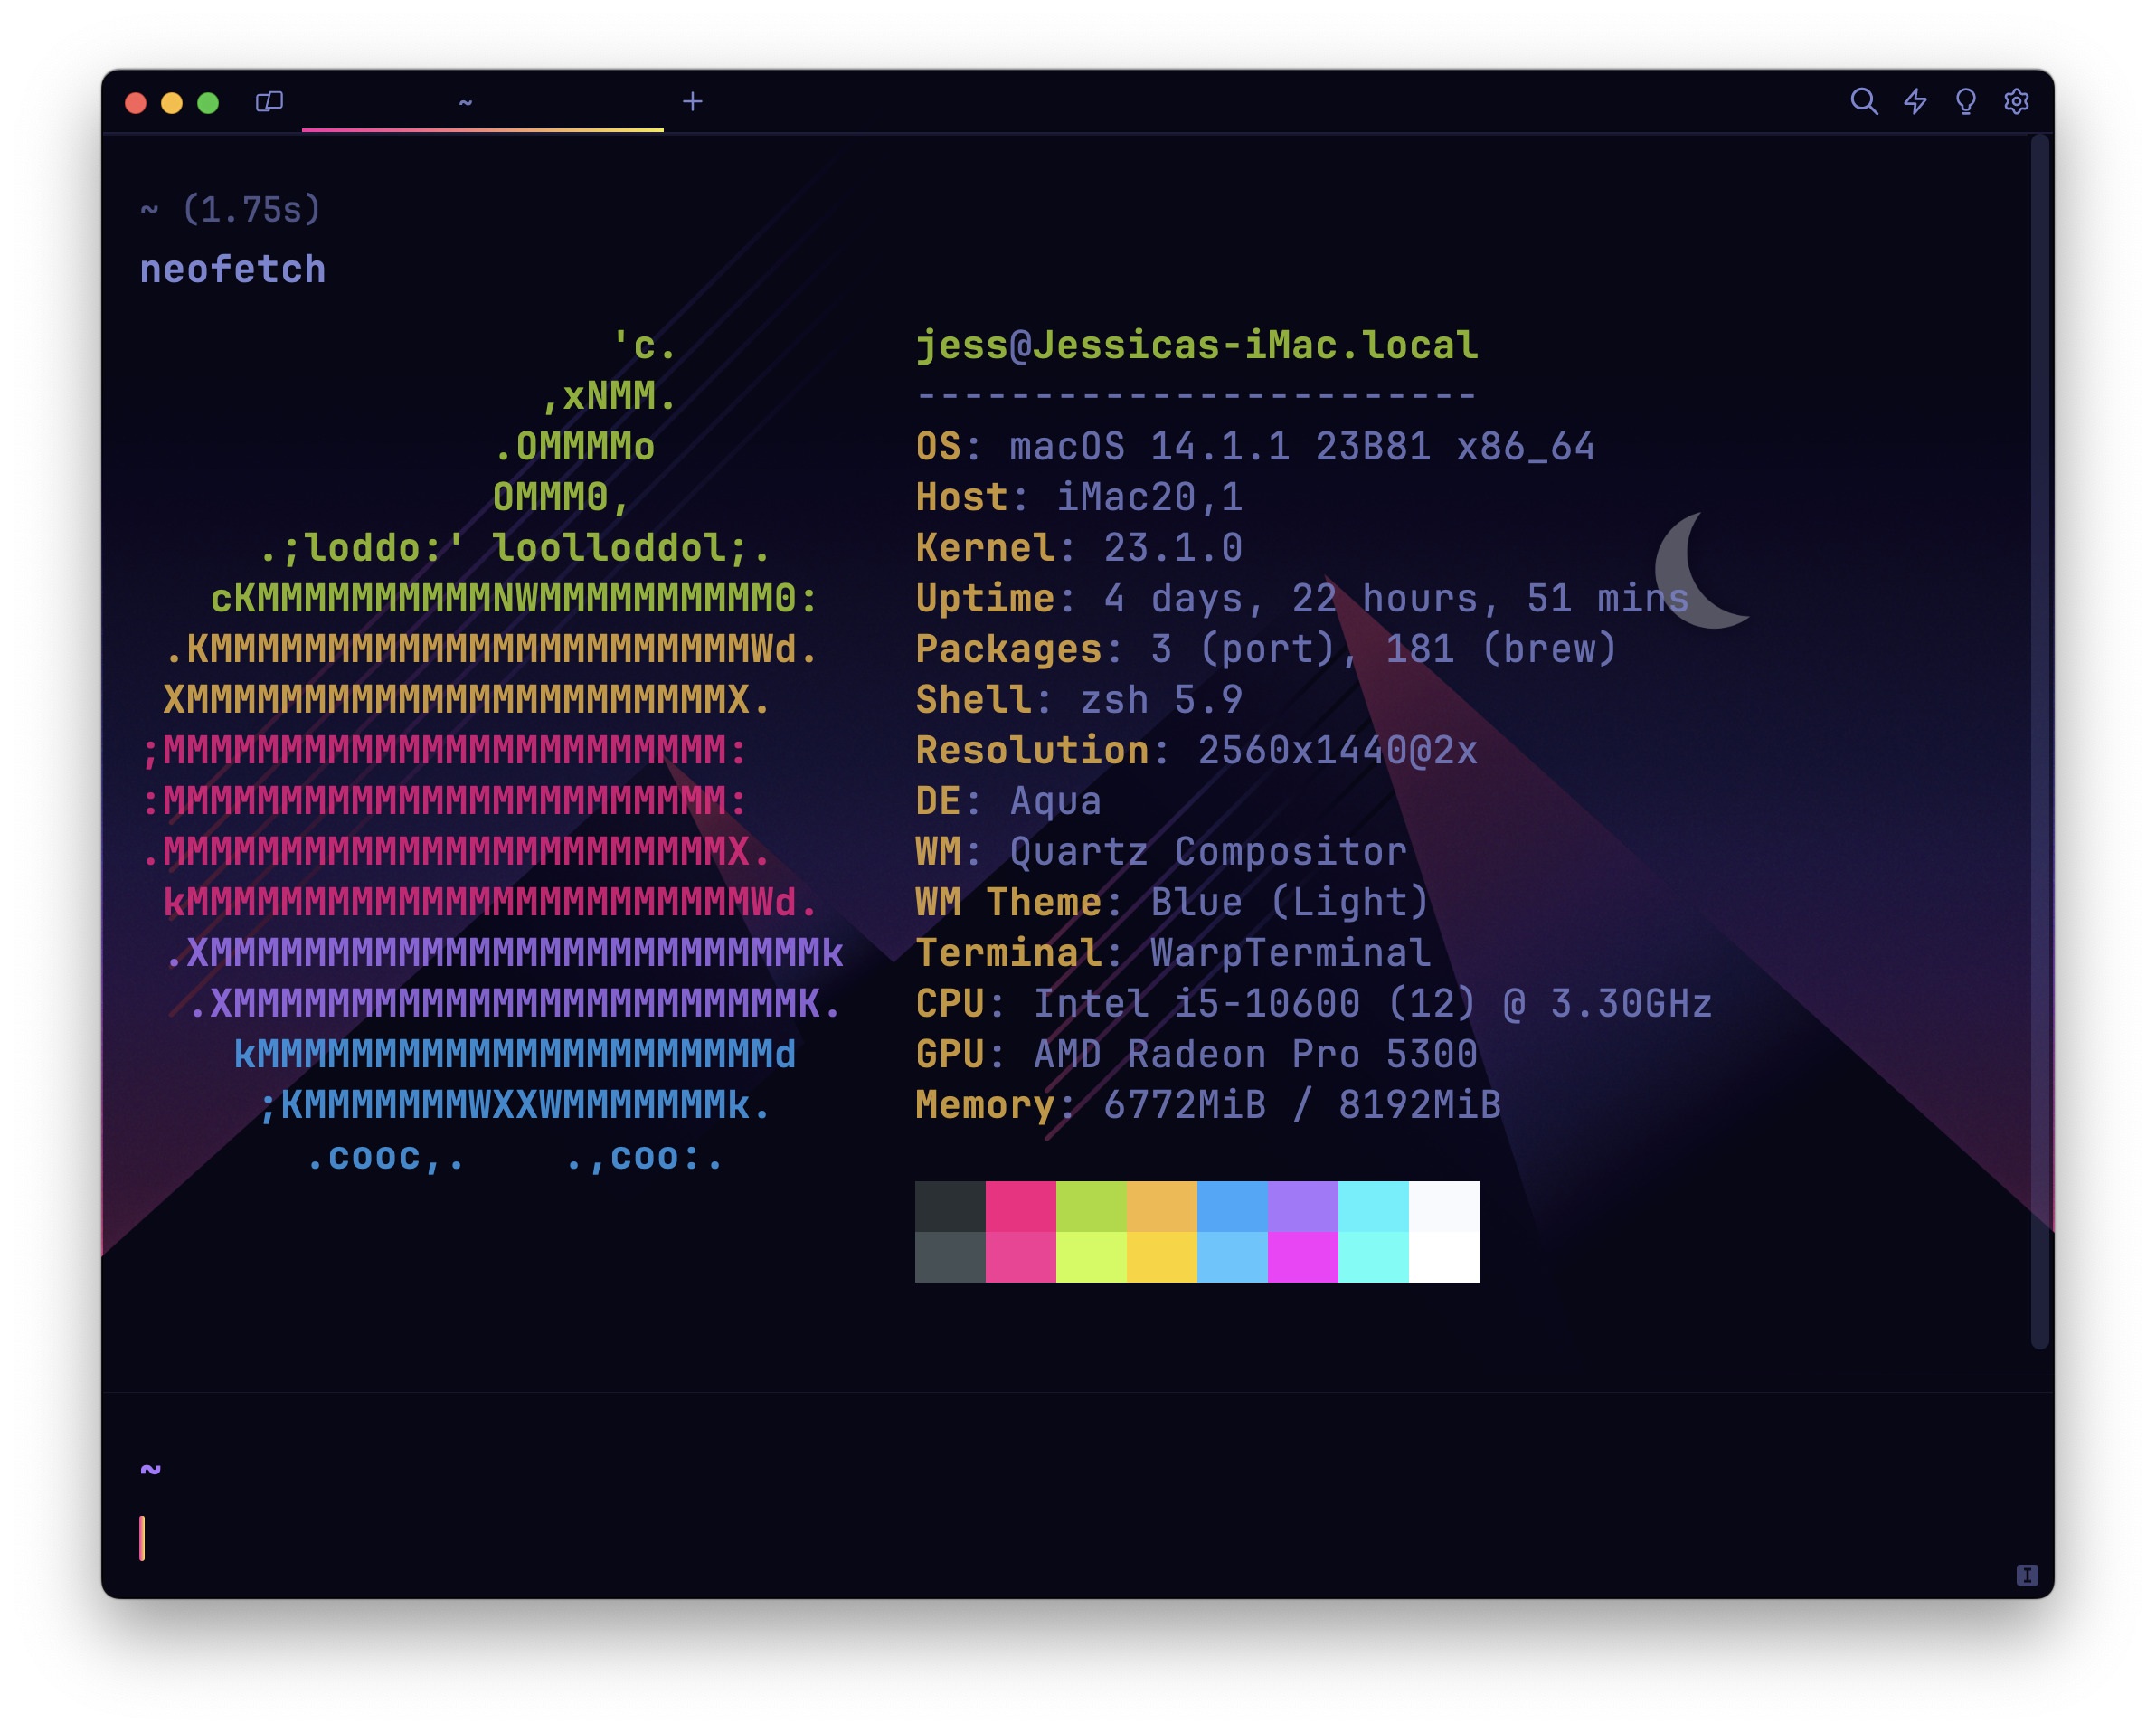 ~
~ (1.75s)
neofetch
                    'c.          jess@Jessicas-iMac.local
                 ,xNMM.          ------------------------
               .OMMMMo           OS: macOS 14.1.1 23B81 x86_64
               OMMM0,            Host: iMac20,1
     .;loddo:' loolloddol;.      Kernel: 23.1.0
   cKMMMMMMMMMMNWMMMMMMMMMM0:    Uptime: 4 days, 22 hours, 51 mins
 .KMMMMMMMMMMMMMMMMMMMMMMMWd.    Packages: 3 (port), 181 (brew)
 XMMMMMMMMMMMMMMMMMMMMMMMX.      Shell: zsh 5.9
;MMMMMMMMMMMMMMMMMMMMMMMM:       Resolution: 2560x1440@2x
:MMMMMMMMMMMMMMMMMMMMMMMM:       DE: Aqua
.MMMMMMMMMMMMMMMMMMMMMMMMX.      WM: Quartz Compositor
 kMMMMMMMMMMMMMMMMMMMMMMMMWd.    WM Theme: Blue (Light)
 .XMMMMMMMMMMMMMMMMMMMMMMMMMMk   Terminal: WarpTerminal
  .XMMMMMMMMMMMMMMMMMMMMMMMMK.   CPU: Intel i5-10600 (12) @ 3.30GHz
    kMMMMMMMMMMMMMMMMMMMMMMd     GPU: AMD Radeon Pro 5300
     ;KMMMMMMMWXXWMMMMMMMk.      Memory: 6772MiB / 8192MiB
       .cooc,.    .,coo:.
~